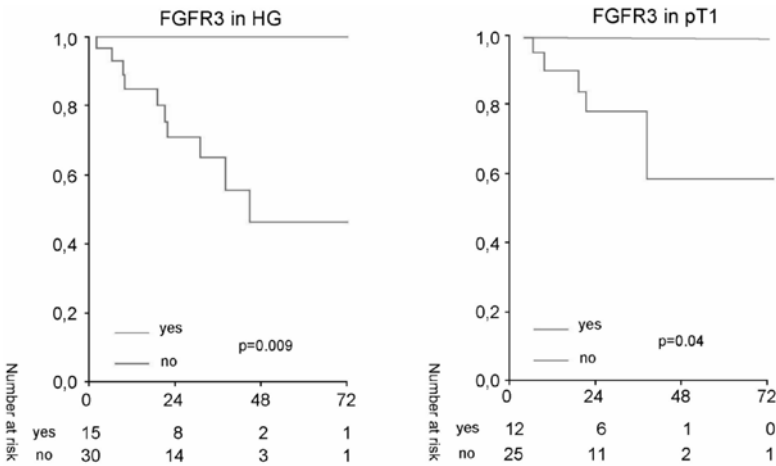 FGFR3 in HG
1,0
0,8
0,6
0,4
0,2
0,0
yes
no
p=0.009
0 24 48 72
Number at risk
yes 15 8 2 1
no 30 14 3 1
FGFR3 in pT1
1,0
0,8
0,6
0,4
0,2
0,0
yes
no
p=0.04
0 24 48 72
Number at risk
yes 12 6 1 0
no 25 11 2 1